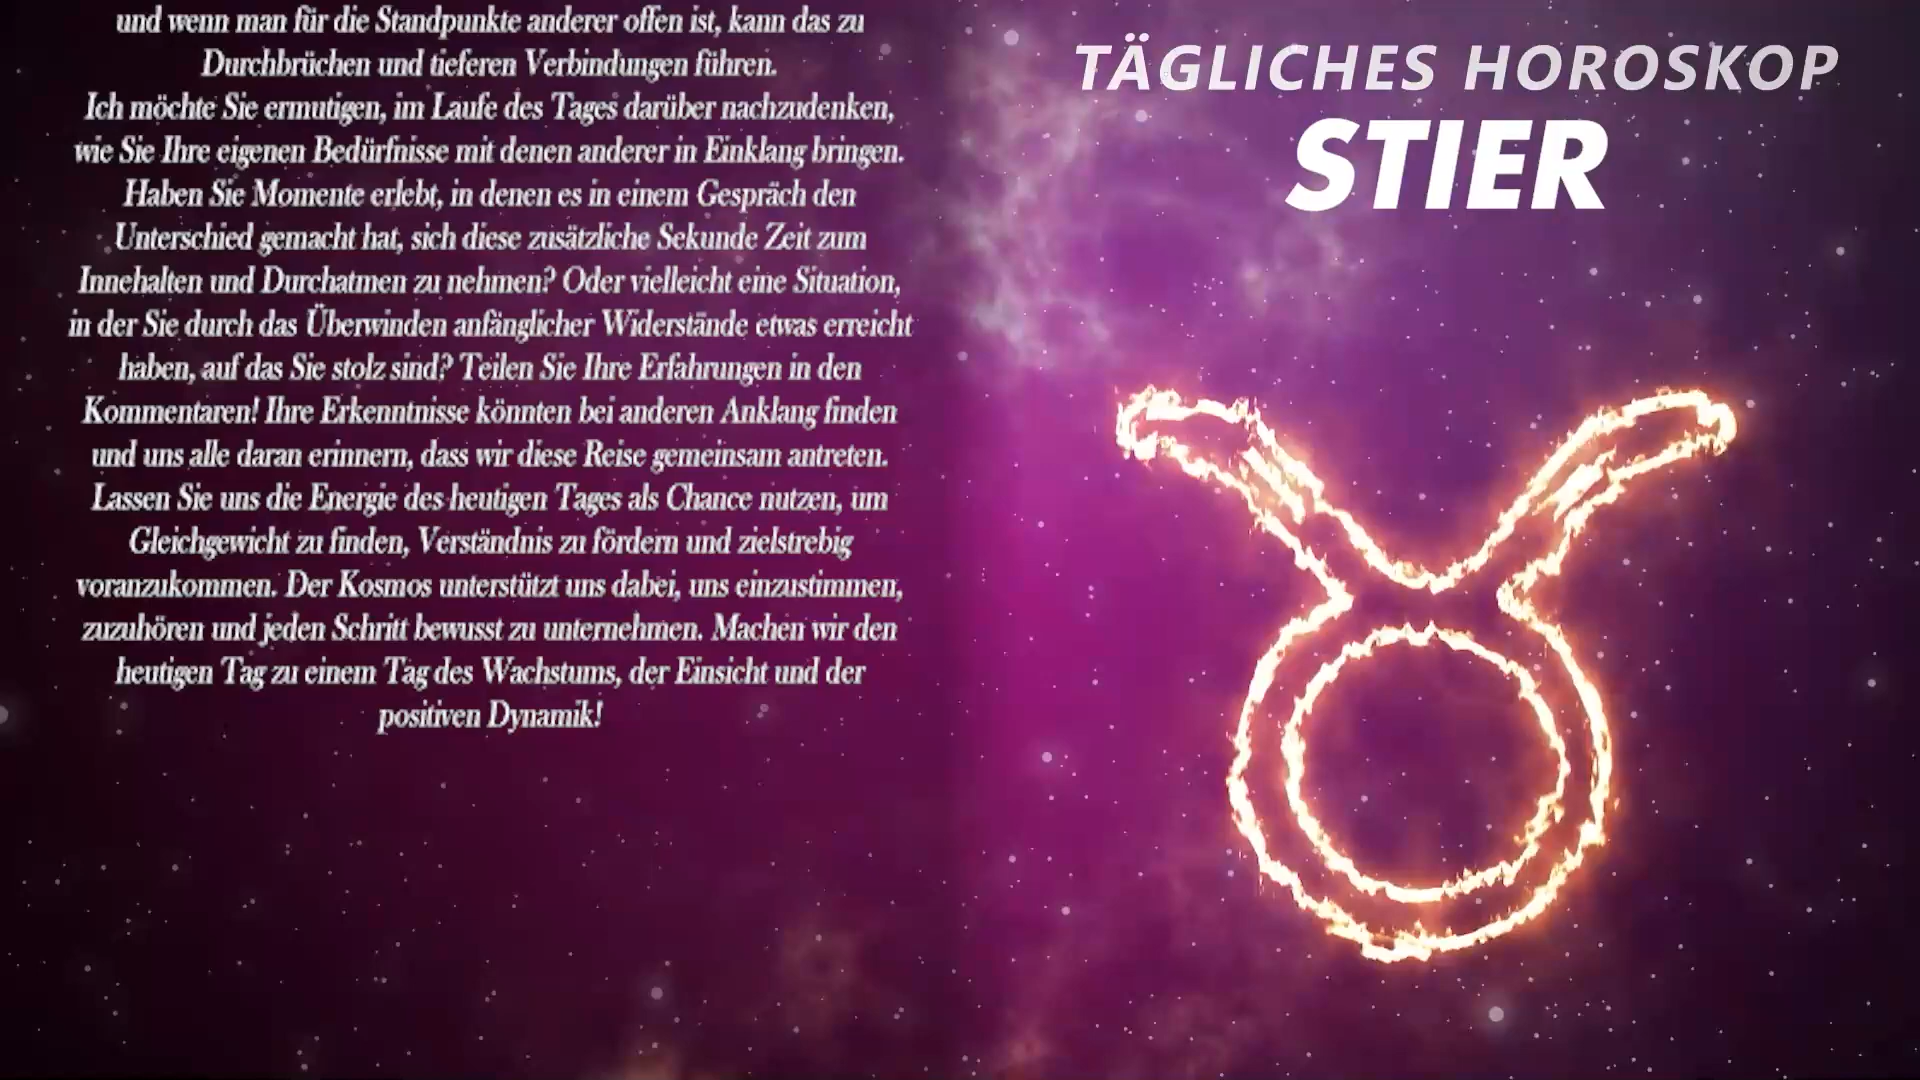 und wenn man für die Standpunkte anderer offen ist, kann das zu
Durchbrüchen und tieferen Verbindungen führen.
Ich möchte Sie ermutigen, im Laufe des Tages darüber nachzudenken,
wie Sie Ihre eigenen Bedürfnisse mit denen anderer in Einklang bringen.
Haben Sie Momente erlebt, in denen es in einem Gespräch den
Unterschied gemacht hat, sich diese zusätzliche Sekunde Zeit zum
Innehalten und Durchatmen zu nehmen? Oder vielleicht eine Situation,
in der Sie durch das Überwinden anfänglicher Widerstände etwas erreicht
haben, auf das Sie stolz sind? Teilen Sie Ihre Erfahrungen in den
Kommentaren! Ihre Erkenntnisse könnten bei anderen Anklang finden
und uns alle daran erinnern, dass wir diese Reise gemeinsam antreten.
Lassen Sie uns die Energie des heutigen Tages als Chance nutzen, um
Gleichgewicht zu finden, Verständnis zu fördern und zielstrebig
voranzukommen. Der Kosmos unterstützt uns dabei, uns einzustimmen,
zuzuhören und jeden Schritt bewusst zu unternehmen. Machen wir den
heutigen Tag zu einem Tag des Wachstums, der Einsicht und der
positiven Dynamik!
TÄGLICHES HOROSKOP
STIER